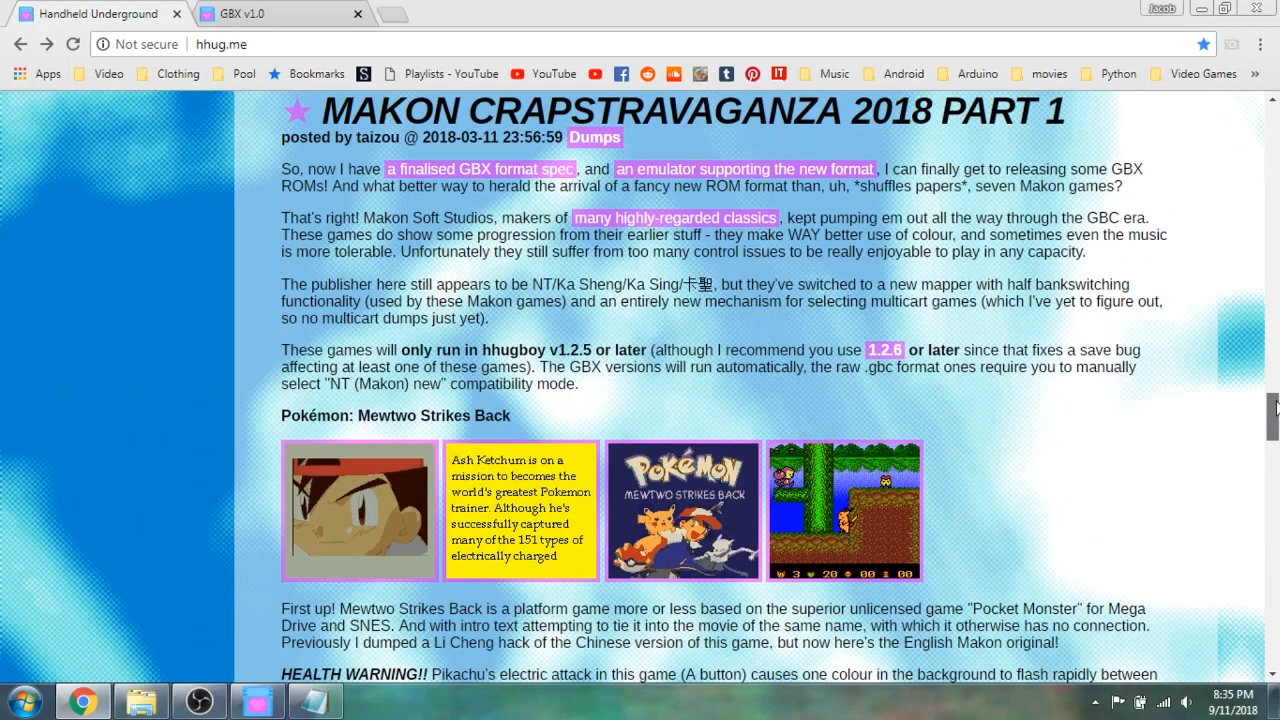 Handheld Underground
GBX v1.0
Jacob
Not secure
hhug.me
Apps
Video
Clothing
Pool
Bookmarks
Playlists - YouTube
YouTube
Music
Android
Arduino
movies
Python
Video Games
»
MAKON CRAPSTRAVAGANZA 2018 PART 1
posted by taizou @ 2018-03-11 23:56:59 Dumps
So, now I have a finalised GBX format spec, and an emulator supporting the new format, I can finally get to releasing some GBX
ROMs! And what better way to herald the arrival of a fancy new ROM format than, uh, *shuffles papers*, seven Makon games?
That's right! Makon Soft Studios, makers of many highly-regarded classics, kept pumping em out all the way through the GBC era.
These games do show some progression from their earlier stuff - they make WAY better use of colour, and sometimes even the music
is more tolerable. Unfortunately they still suffer from too many control issues to be really enjoyable to play in any capacity.
The publisher here still appears to be NT/Ka Sheng/Ka Sing/卡聖, but they've switched to a new mapper with half bankswitching
functionality (used by these Makon games) and an entirely new mechanism for selecting multicart games (which I've yet to figure out,
so no multicart dumps just yet).
These games will only run in hhugboy v1.2.5 or later (although I recommend you use 1.2.6 or later since that fixes a save bug
affecting at least one of these games). The GBX versions will run automatically, the raw .gbc format ones require you to manually
select "NT (Makon) new" compatibility mode.
Pokémon: Mewtwo Strikes Back
Ash Ketchum is on a
mission to becomes the
world's greatest Pokemon
trainer. Although he's
successfully captured
many of the 151 types of
electrically charged
POKéMON
MEWTWO STRIKES BACK
3 20 00 00
First up! Mewtwo Strikes Back is a platform game more or less based on the superior unlicensed game "Pocket Monster" for Mega
Drive and SNES. And with intro text attempting to tie it into the movie of the same name, with which it otherwise has no connection.
Previously I dumped a Li Cheng hack of the Chinese version of this game, but now here's the English Makon original!
HEALTH WARNING!! Pikachu's electric attack in this game (A button) causes one colour in the background to flash rapidly between
8:35 PM
9/11/2018